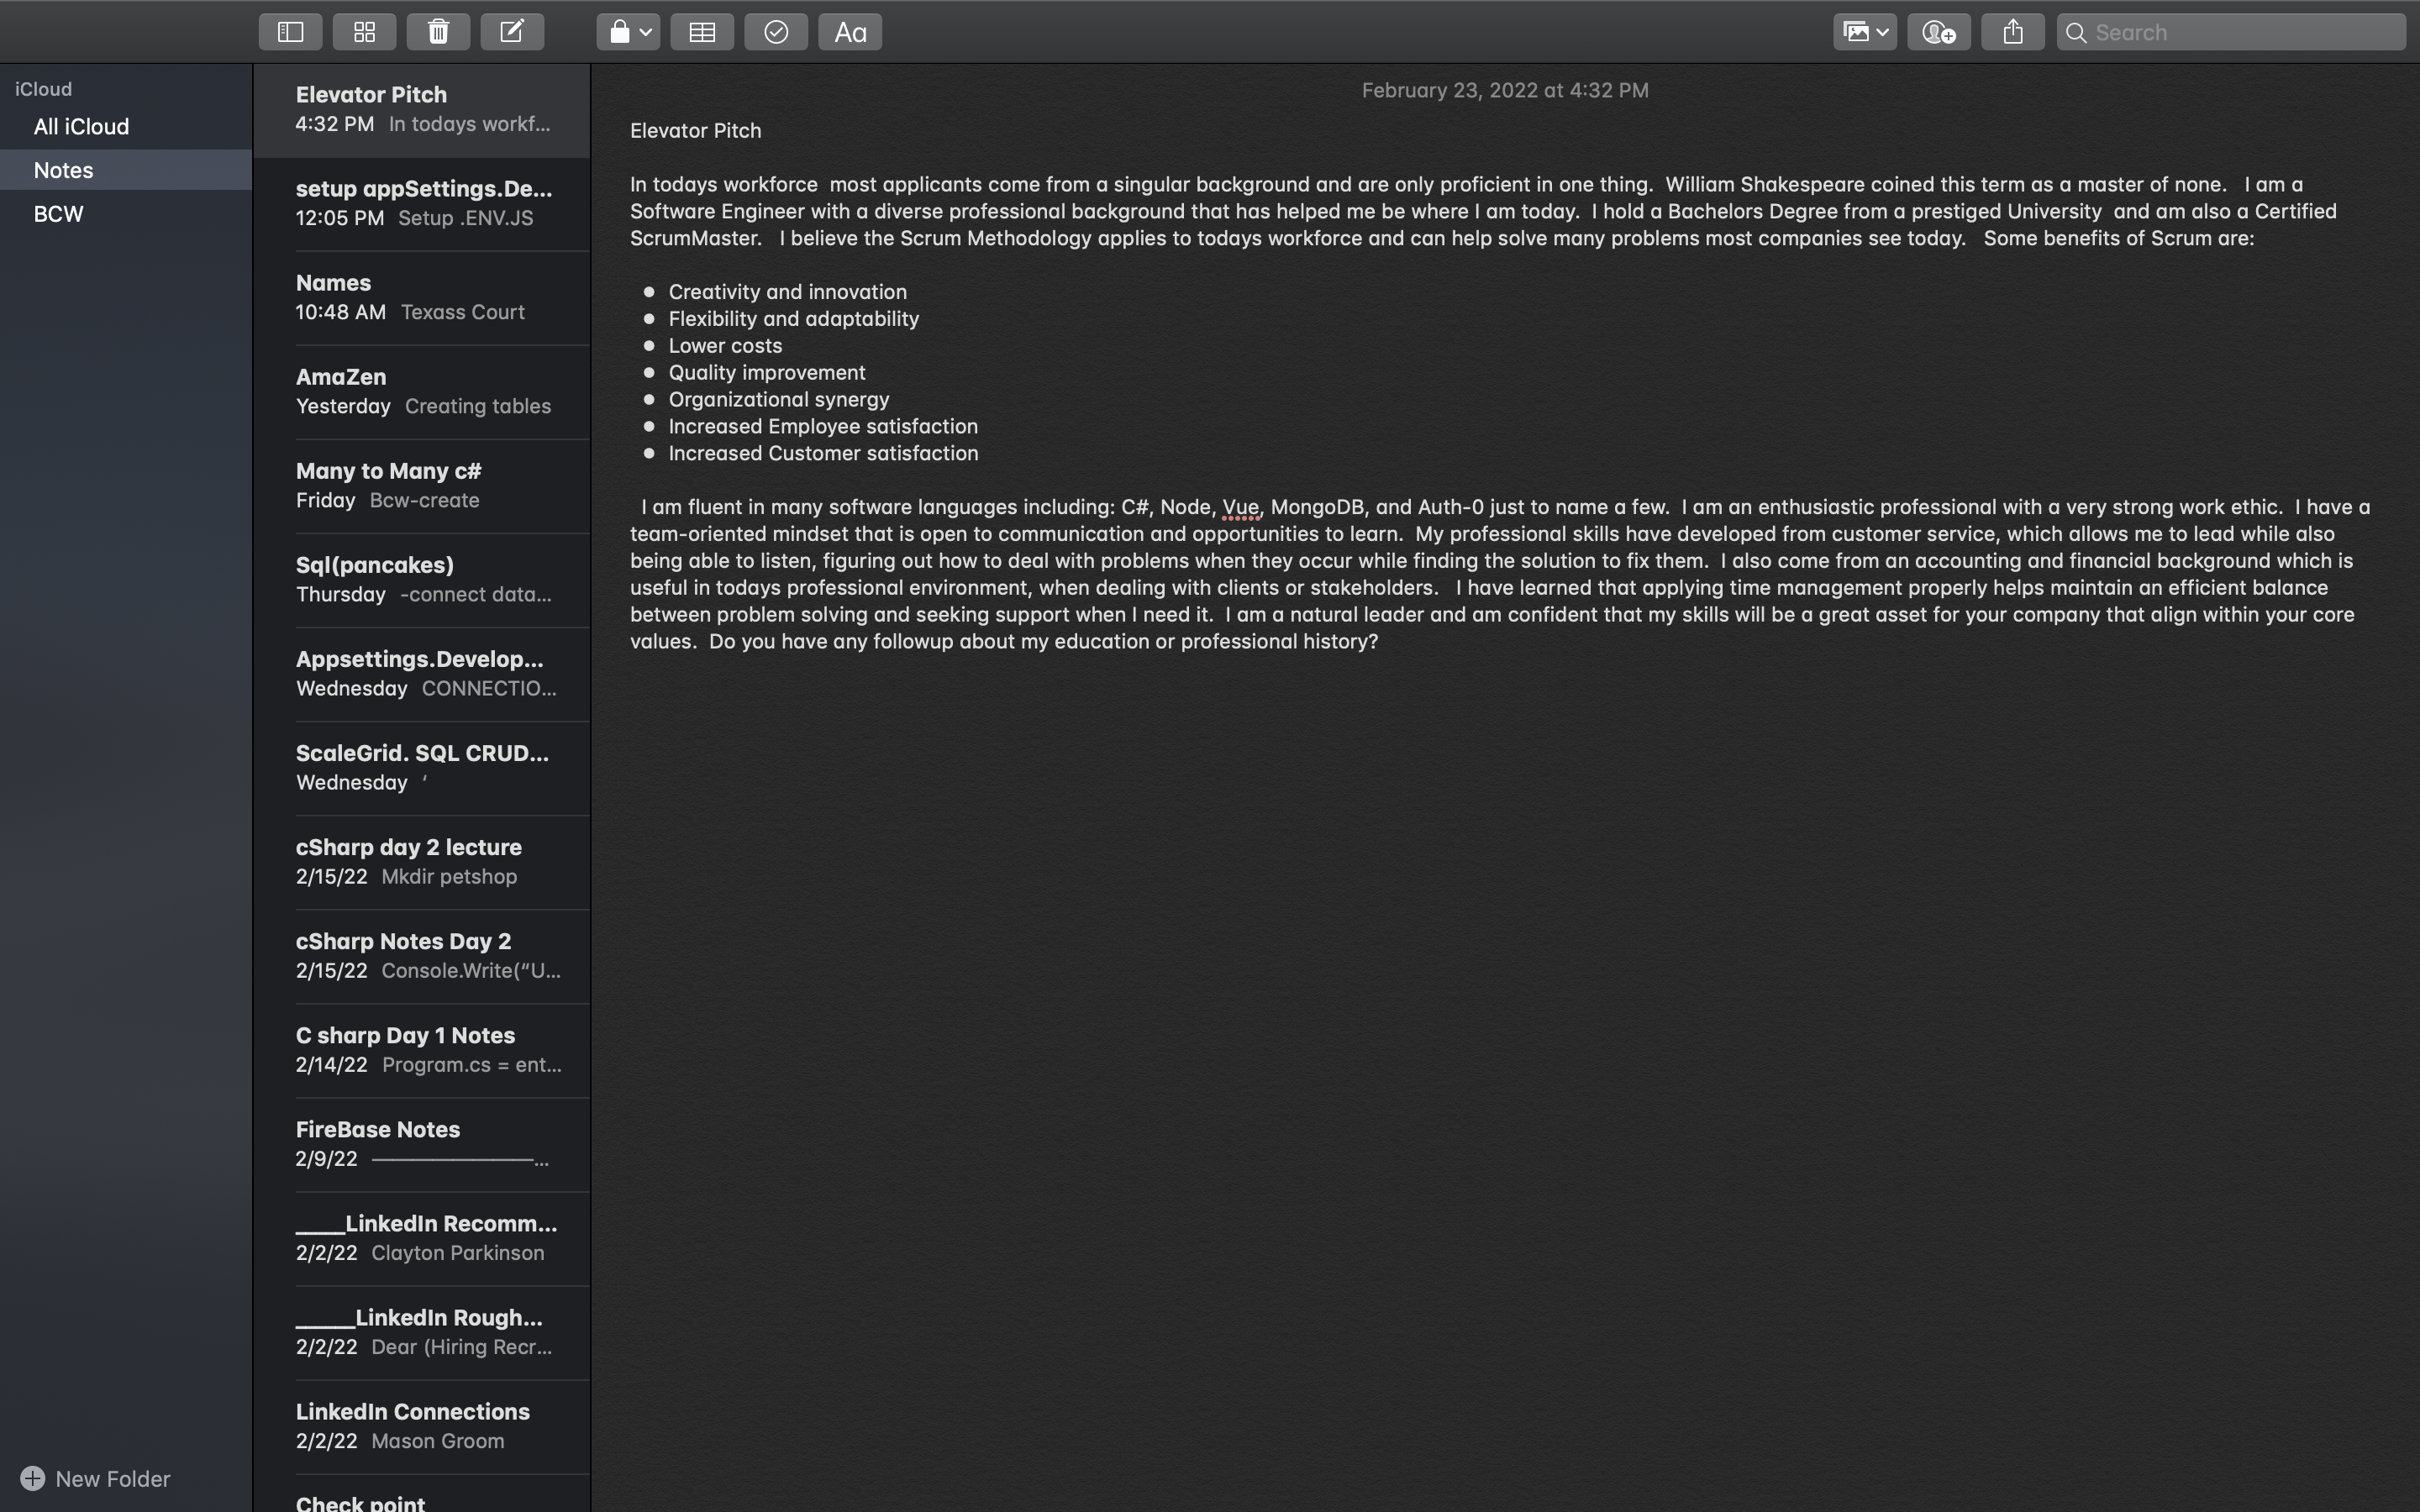 Search
iCloud
All iCloud
Notes
BCW
New Folder
Elevator Pitch
4:32 PM In todays workf...
setup appSettings.De...
12:05 PM Setup .ENV.JS
Names
10:48 AM Texass Court
AmaZen
Yesterday Creating tables
Many to Many c#
Friday Bcw-create
Sql(pancakes)
Thursday -connect data...
Appsettings.Develop...
Wednesday CONNECTIO...
ScaleGrid. SQL CRUD...
Wednesday ‘
cSharp day 2 lecture
2/15/22 Mkdir petshop
cSharp Notes Day 2
2/15/22 Console.Write(“U...
C sharp Day 1 Notes
2/14/22 Program.cs = ent...
FireBase Notes
2/9/22 ————————...
____LinkedIn Recomm...
2/2/22 Clayton Parkinson
_____LinkedIn Rough...
2/2/22 Dear (Hiring Recr...
LinkedIn Connections
2/2/22 Mason Groom
Check point
February 23, 2022 at 4:32 PM
Elevator Pitch
In todays workforce  most applicants come from a singular background and are only proficient in one thing.  William Shakespeare coined this term as a master of none.   I am a
Software Engineer with a diverse professional background that has helped me be where I am today.  I hold a Bachelors Degree from a prestiged University  and am also a Certified
ScrumMaster.   I believe the Scrum Methodology applies to todays workforce and can help solve many problems most companies see today.   Some benefits of Scrum are:
● Creativity and innovation
● Flexibility and adaptability
● Lower costs
● Quality improvement
● Organizational synergy
● Increased Employee satisfaction
● Increased Customer satisfaction
I am fluent in many software languages including: C#, Node, Vue, MongoDB, and Auth-0 just to name a few.  I am an enthusiastic professional with a very strong work ethic.  I have a
team-oriented mindset that is open to communication and opportunities to learn.  My professional skills have developed from customer service, which allows me to lead while also
being able to listen, figuring out how to deal with problems when they occur while finding the solution to fix them.  I also come from an accounting and financial background which is
useful in todays professional environment, when dealing with clients or stakeholders.   I have learned that applying time management properly helps maintain an efficient balance
between problem solving and seeking support when I need it.  I am a natural leader and am confident that my skills will be a great asset for your company that align within your core
values.  Do you have any followup about my education or professional history?
Aa